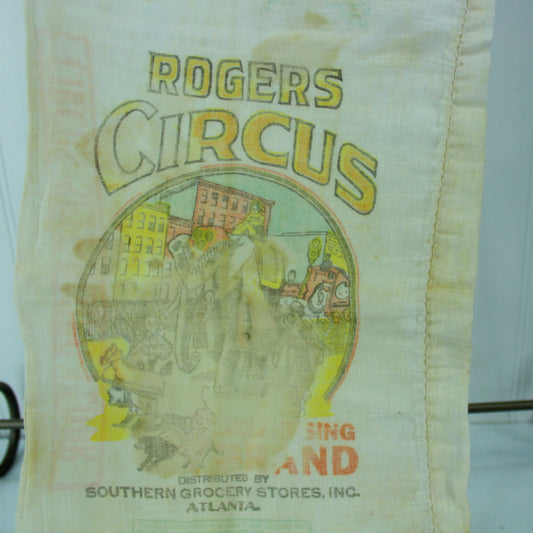 ROGERS
CIRCUS
SING
AND
DISTRIBUTED BY
SOUTHERN GROCERY STORES, INC.
ATLANTA.